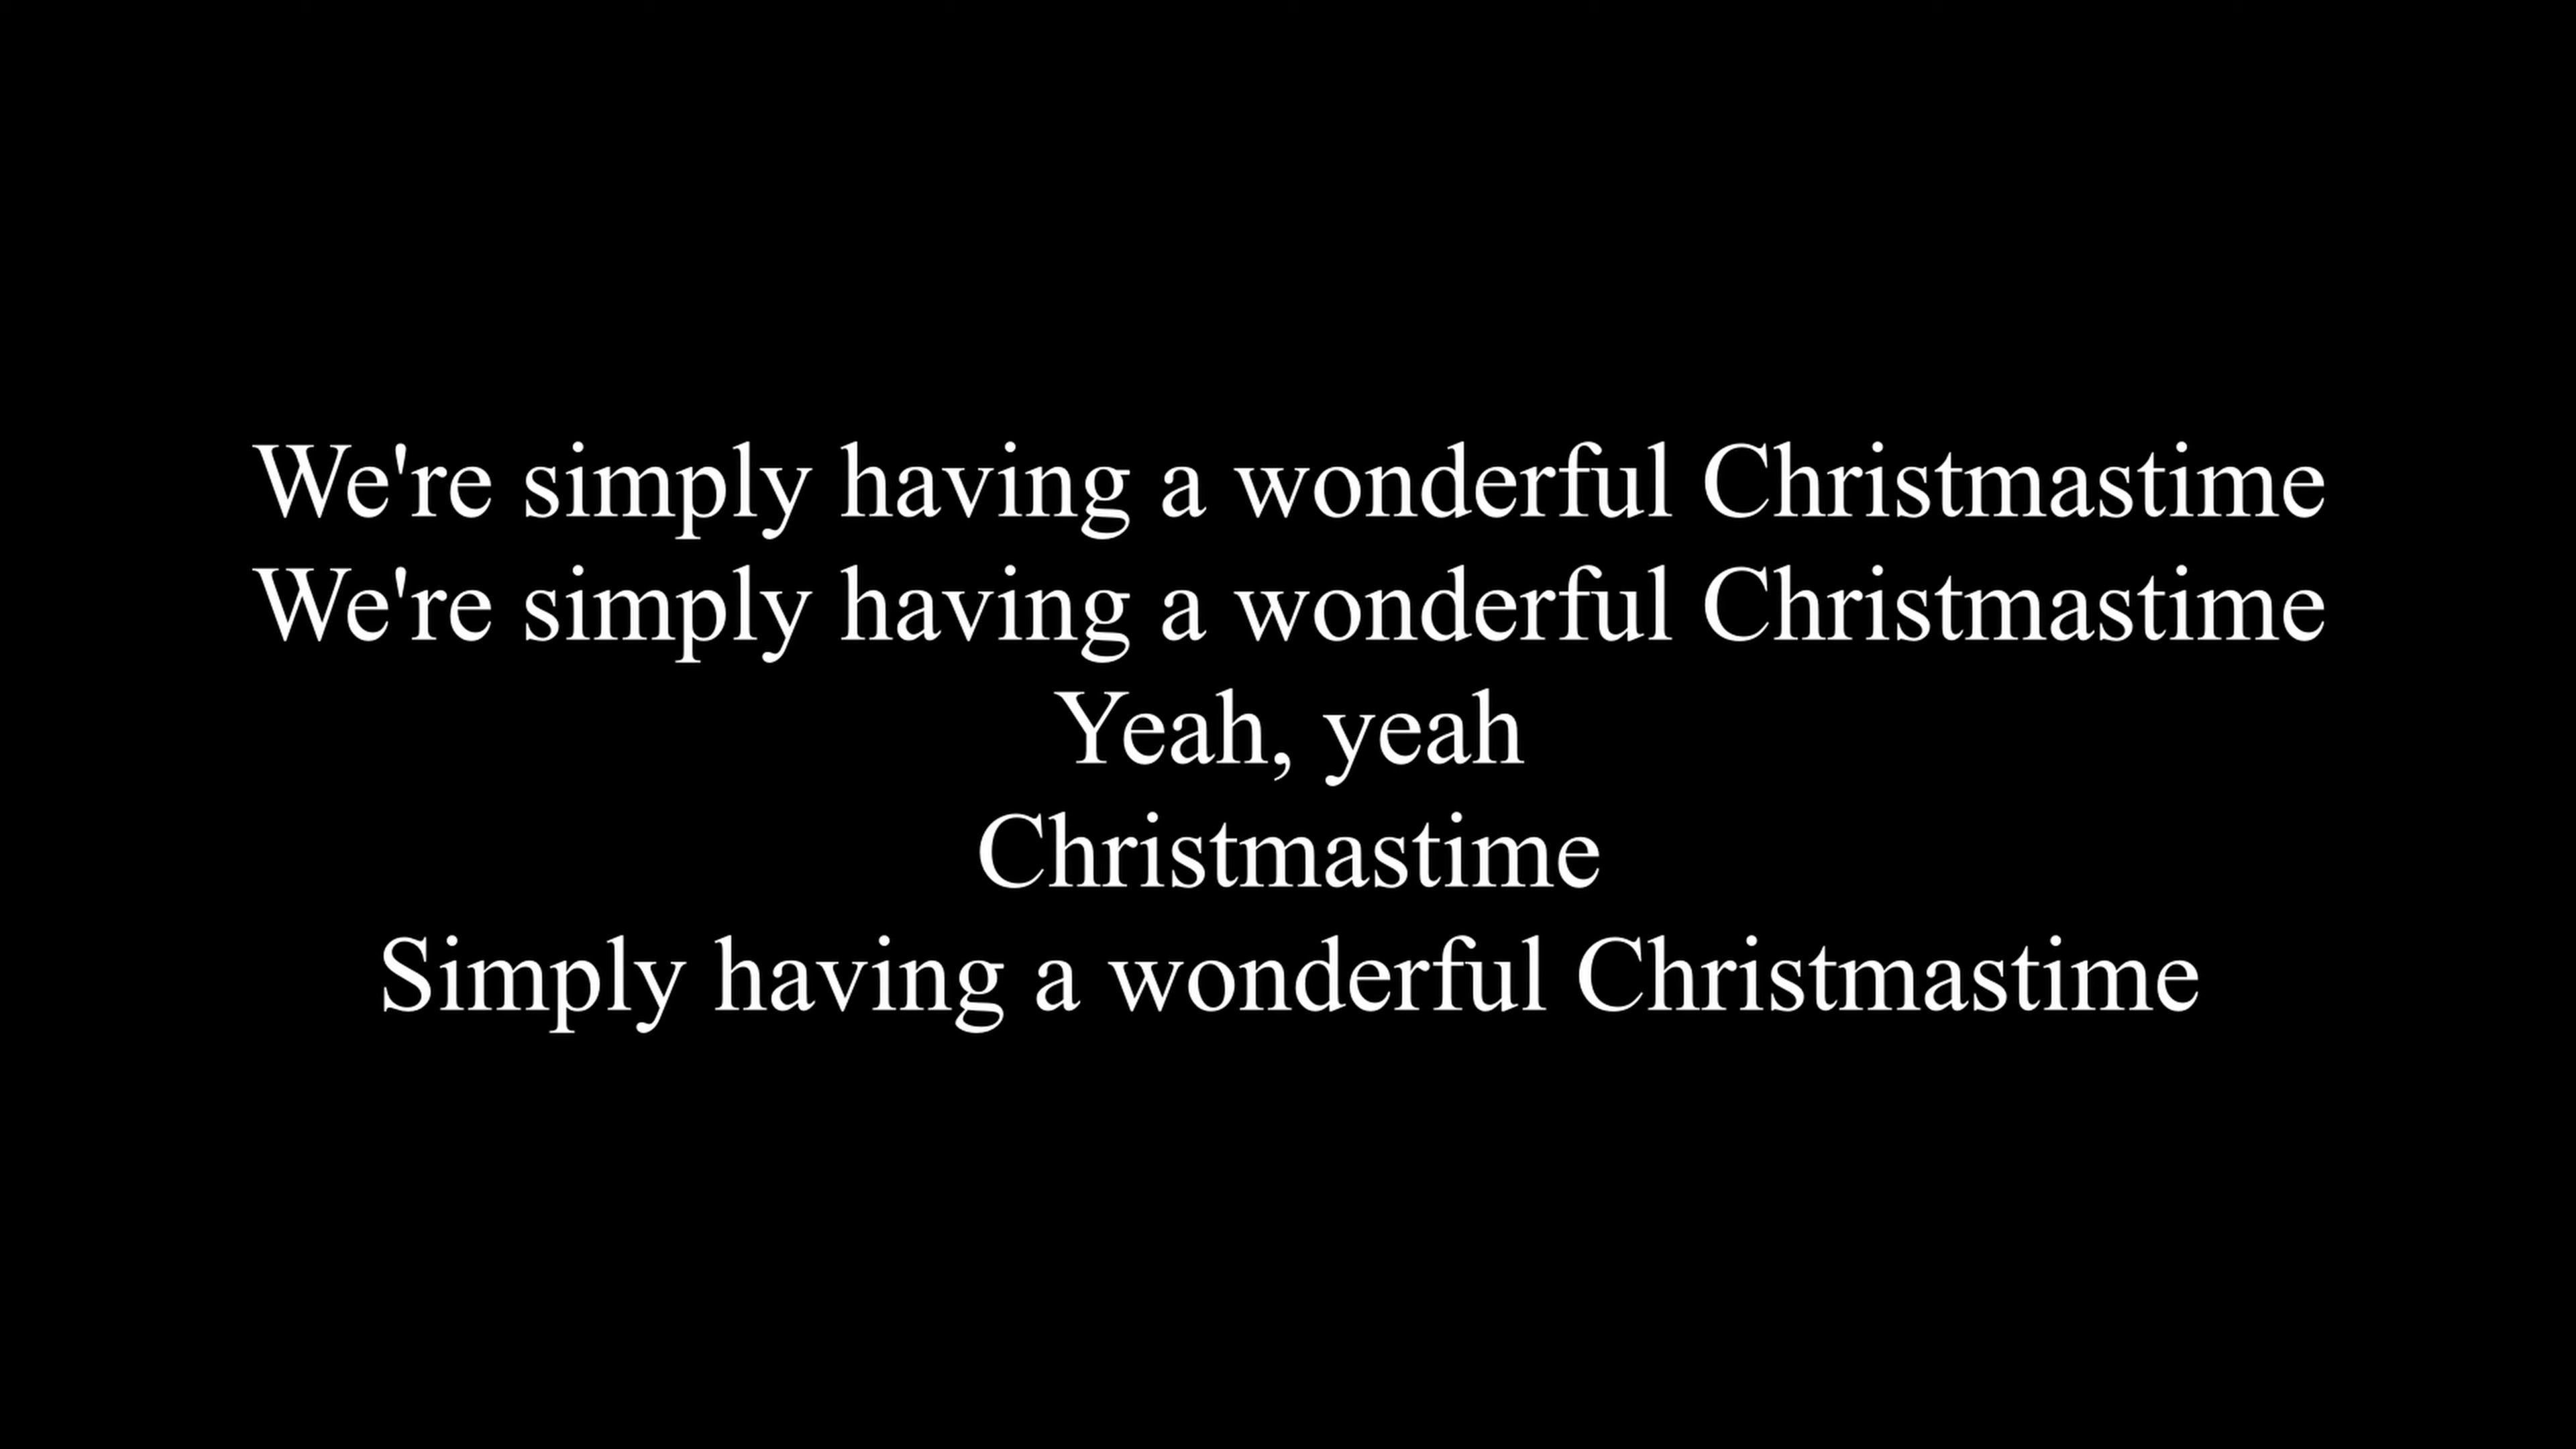 We're simply having a wonderful Christmastime
We're simply having a wonderful Christmastime
Yeah, yeah
Christmastime
Simply having a wonderful Christmastime